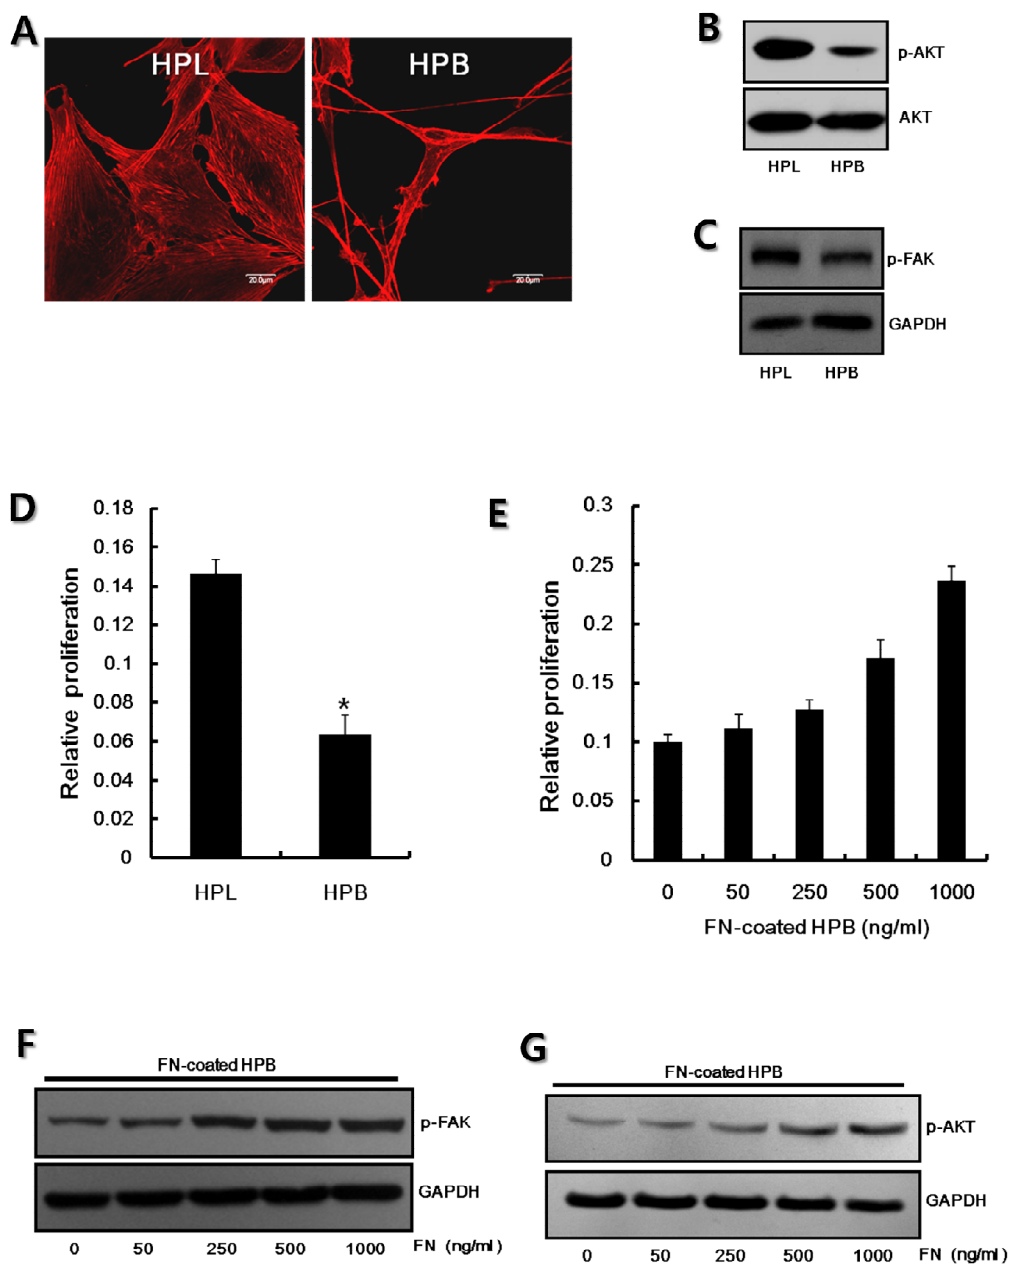 A
HPL
HPB
20.0µm
20.0µm
B
p-AKT
AKT
HPL HPB
C
p-FAK
GAPDH
HPL HPB
D
Relative proliferation
0.18
0.16
0.14
0.12
0.1
0.08
0.06
0.04
0.02
0
*
HPL HPB
E
Relative proliferation
0.3
0.25
0.2
0.15
0.1
0.05
0
0 50 250 500 1000
FN-coated HPB (ng/ml)
F
FN-coated HPB
p-FAK
GAPDH
0 50 250 500 1000 FN (ng/ml)
G
FN-coated HPB
p-AKT
GAPDH
0 50 250 500 1000 FN (ng/ml)